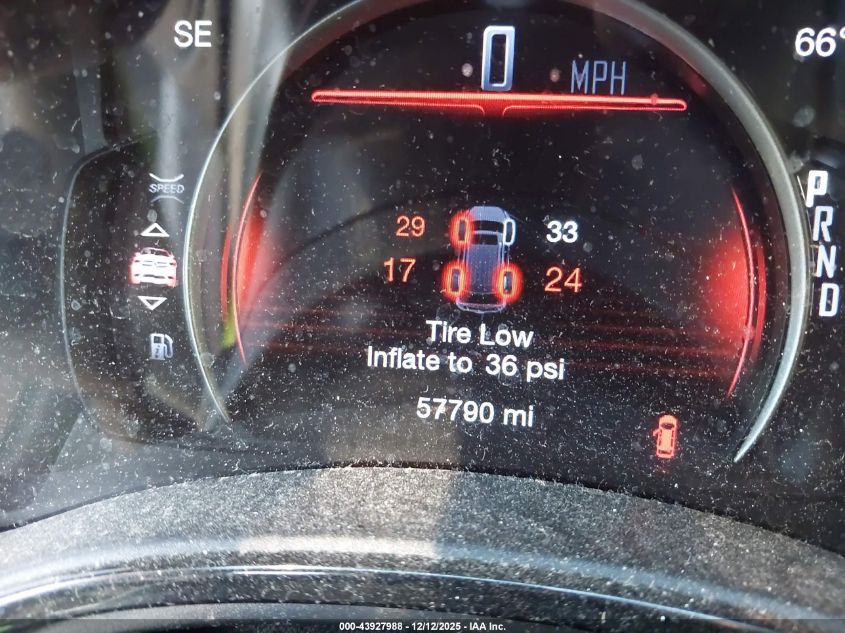 SE
66°
0 MPH
SPEED
29 33
17 24
Tire Low
Inflate to 36 psi
57790 mi
P
R
N
D
000-43927988 - 12/12/2025 - IAA Inc.